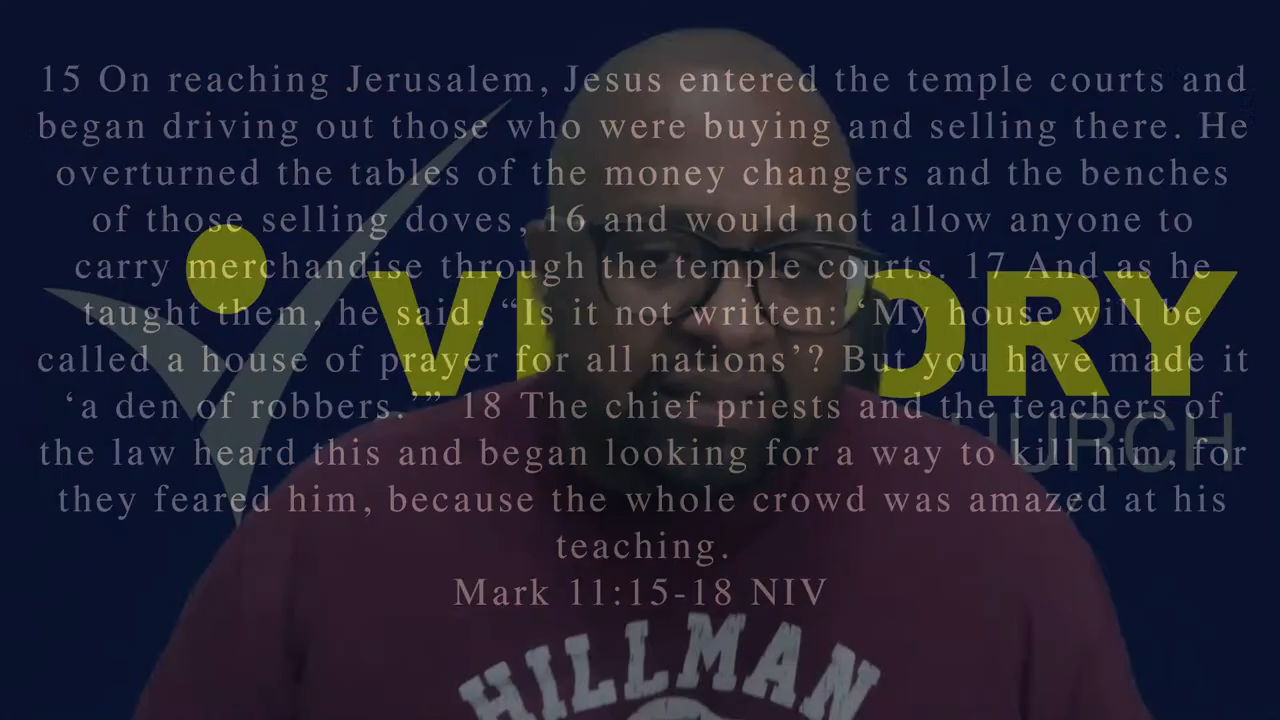 15 On reaching Jerusalem, Jesus entered the temple courts and
began driving out those who were buying and selling there. He
overturned the tables of the money changers and the benches
of those selling doves, 16 and would not allow anyone to
carry merchandise through the temple courts. 17 And as he
taught them, he said, “Is it not written: ‘My house will be
called a house of prayer for all nations’? But you have made it
‘a den of robbers.’” 18 The chief priests and the teachers of
the law heard this and began looking for a way to kill him, for
they feared him, because the whole crowd was amazed at his
teaching.
Mark 11:15-18 NIV
HILLMAN